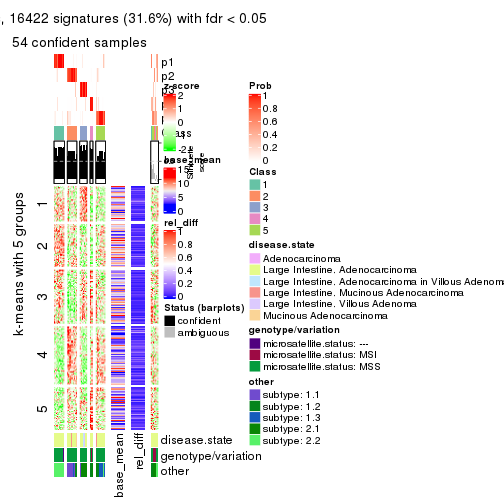 , 16422 signatures (31.6%) with fdr < 0.05
54 confident samples
p1
p2
p3
Class
Silhouette score
k-means with 5 groups
1
2
3
4
5
base_mean
rel_diff
disease.state
genotype/variation
other
z-score
2
1
0
-2
base_mean
15
10
5
0
rel_diff
1
0.8
0.6
0.4
0.2
0
Status (barplots)
confident
ambiguous
Prob
1
0.8
0.6
0.4
0.2
0
Class
1
2
3
4
5
disease.state
Adenocarcinoma
Large Intestine. Adenocarcinoma
Large Intestine. Adenocarcinoma in Villous Adenoma
Large Intestine. Mucinous Adenocarcinoma
Large Intestine. Villous Adenoma
Mucinous Adenocarcinoma
genotype/variation
microsatellite.status: ---
microsatellite.status: MSI
microsatellite.status: MSS
other
subtype: 1.1
subtype: 1.2
subtype: 1.3
subtype: 2.1
subtype: 2.2